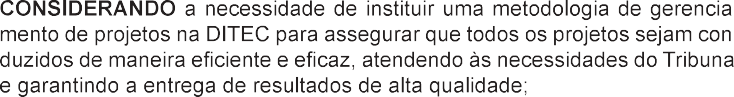 CONSIDERANDO a necessidade de instituir uma metodologia de gerencia
mento de projetos na DITEC para assegurar que todos os projetos sejam con
duzidos de maneira eficiente e eficaz, atendendo às necessidades do Tribuna
e garantindo a entrega de resultados de alta qualidade;